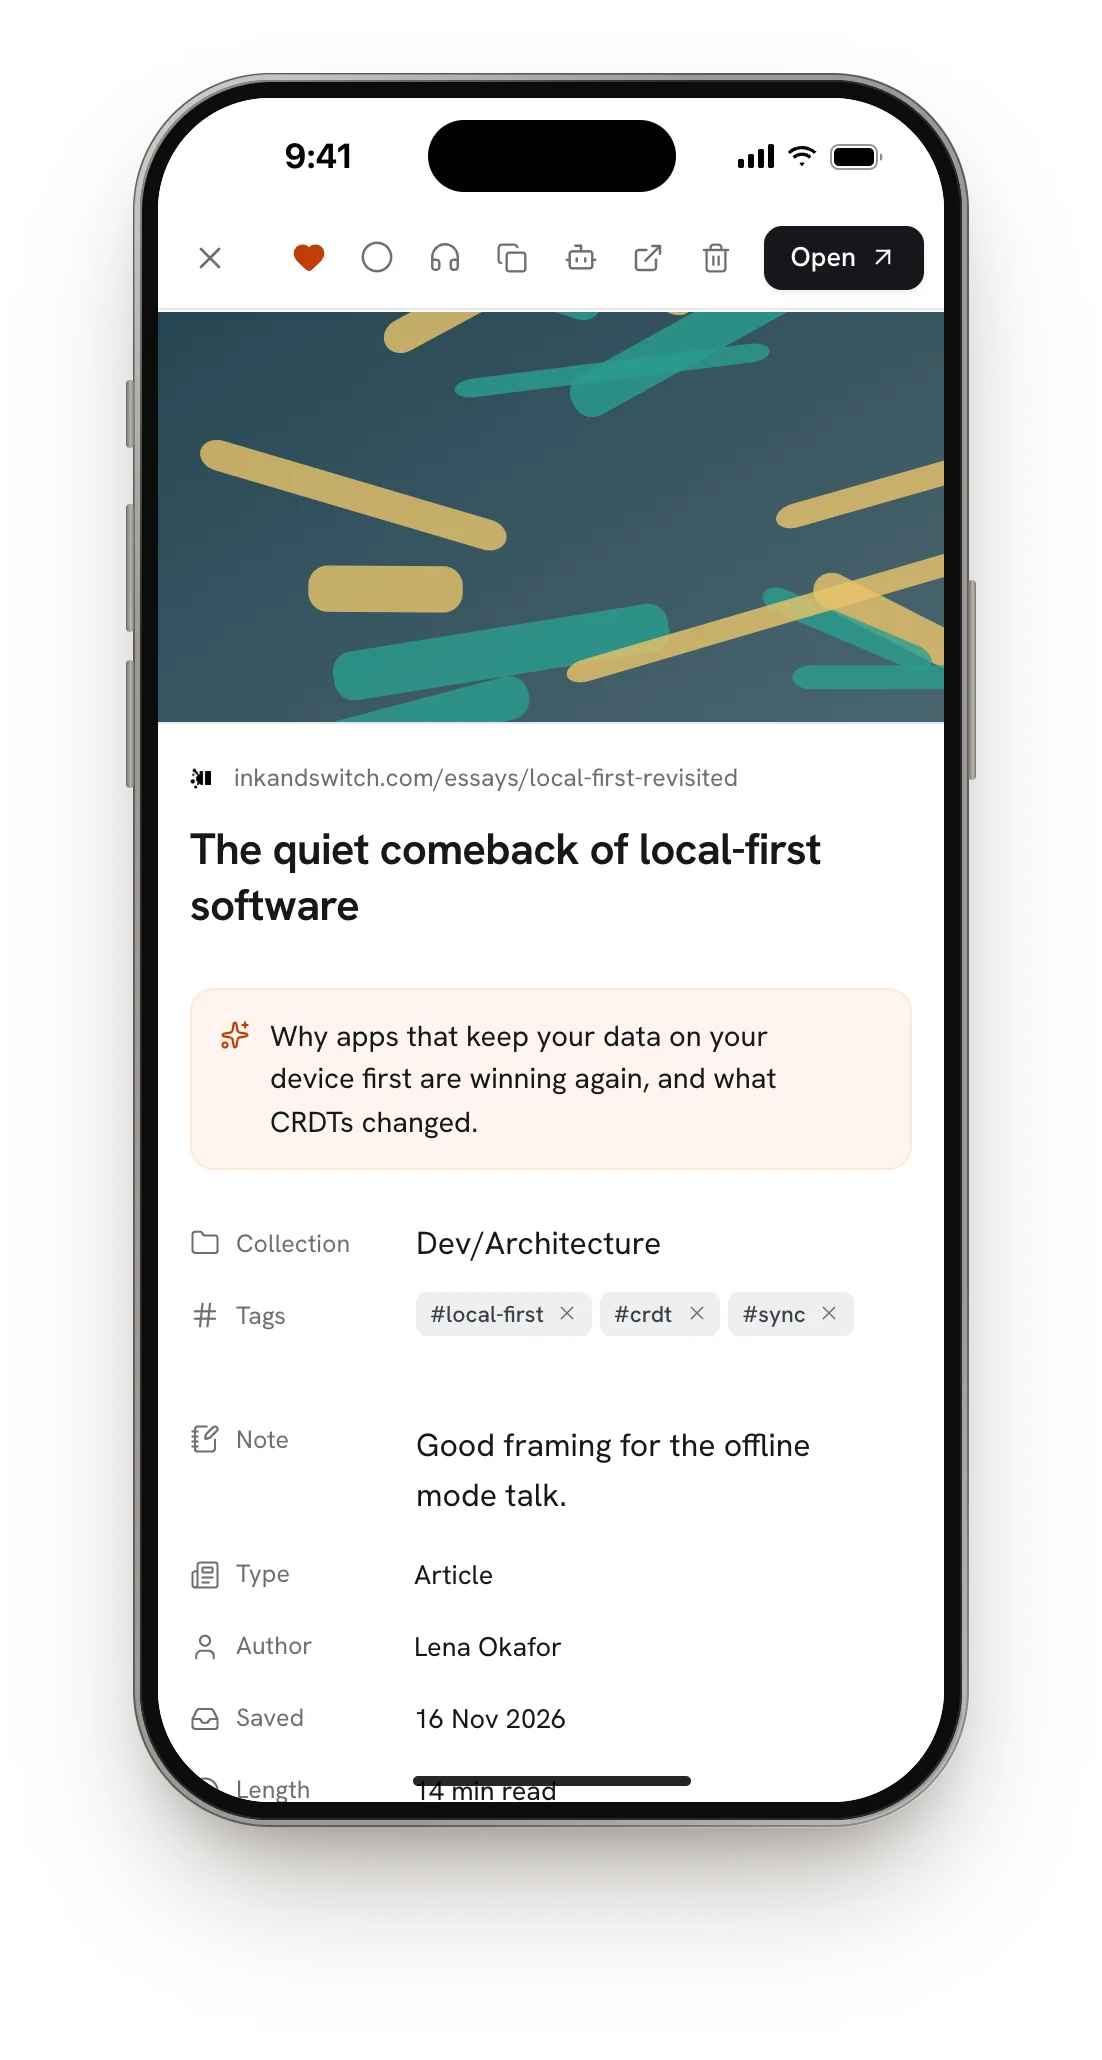 9:41
Open
inkandswitch.com/essays/local-first-revisited
The quiet comeback of local-first
software
Why apps that keep your data on your
device first are winning again, and what
CRDTs changed.
Collection Dev/Architecture
Tags #local-first #crdt #sync
Note Good framing for the offline
mode talk.
Type Article
Author Lena Okafor
Saved 16 Nov 2026
Length 14 min read